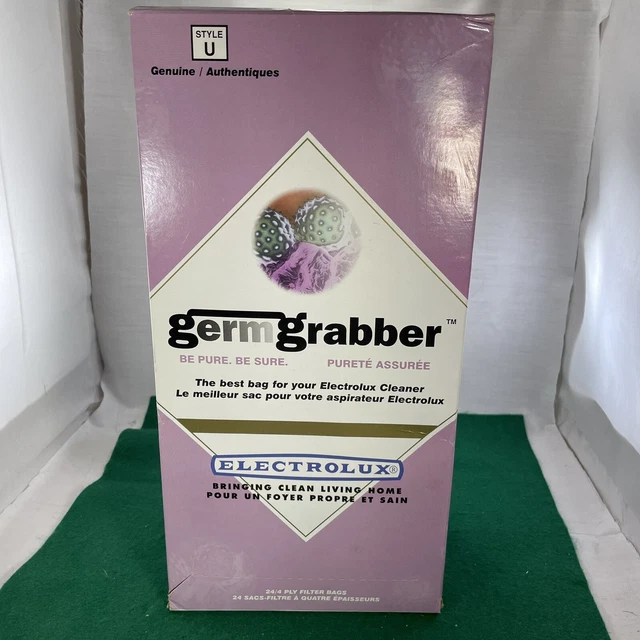 STYLE
U
Genuine / Authentiques
germgrabber™
BE PURE. BE SURE. PURETÉ ASSURÉE
The best bag for your Electrolux Cleaner
Le meilleur sac pour votre aspirateur Electrolux
ELECTROLUX®
BRINGING CLEAN LIVING HOME
POUR UN FOYER PROPRE ET SAIN
24/4 PLY FILTER BAGS
24 SACS-FILTRE À QUATRE ÉPAISSEURS